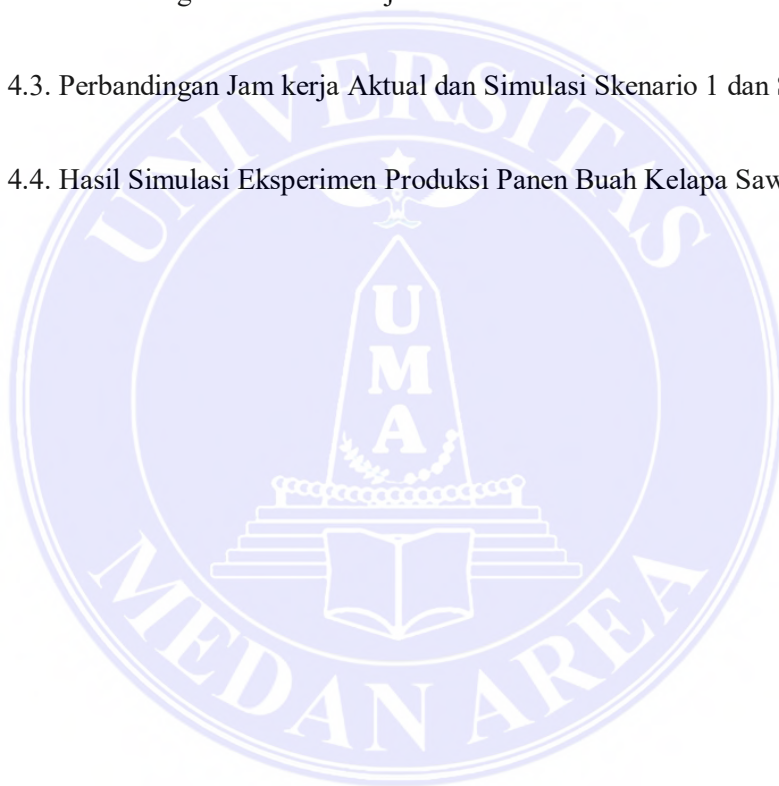 4.3. Perbandingan Jam kerja Aktual dan Simulasi Skenario 1 dan
4.4. Hasil Simulasi Eksperimen Produksi Panen Buah Kelapa
UNIVERSITAS
UMA
MEDAN AREA